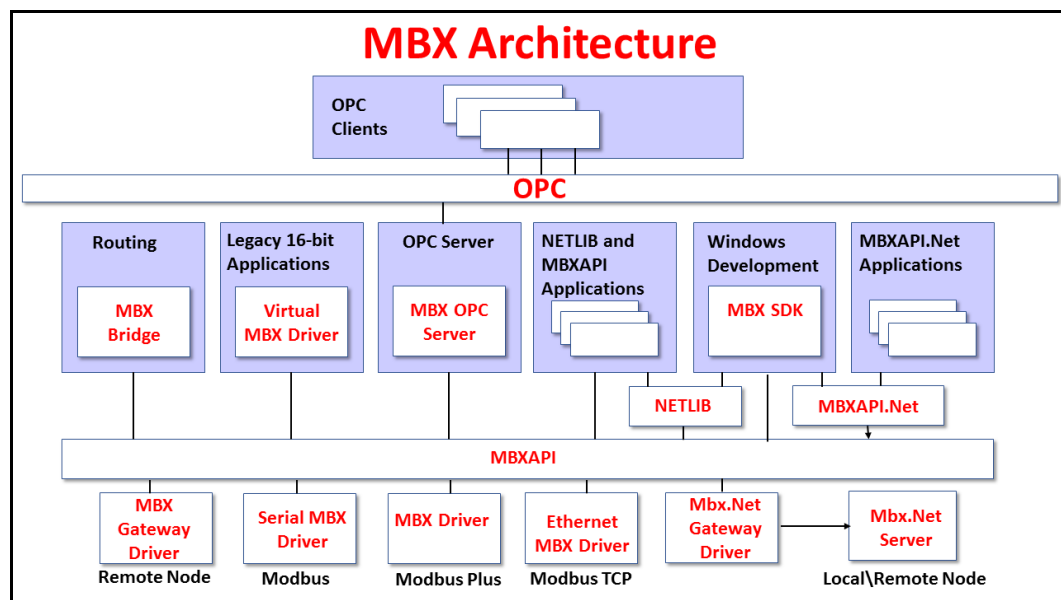 MBX Architecture
OPC
Clients
OPC
Routing
MBX
Bridge
Legacy 16-bit
Applications
Virtual
MBX Driver
OPC Server
MBX OPC
Server
NETLIB and
MBXAPI
Applications
Windows
Development
MBX SDK
MBXAPI.Net
Applications
NETLIB
MBXAPI.Net
MBXAPI
MBX
Gateway
Driver
Remote Node
Serial MBX
Driver
Modbus
MBX Driver
Modbus Plus
Ethernet
MBX Driver
Modbus TCP
Mbx.Net
Gateway
Driver
Mbx.Net
Server
Local\Remote Node